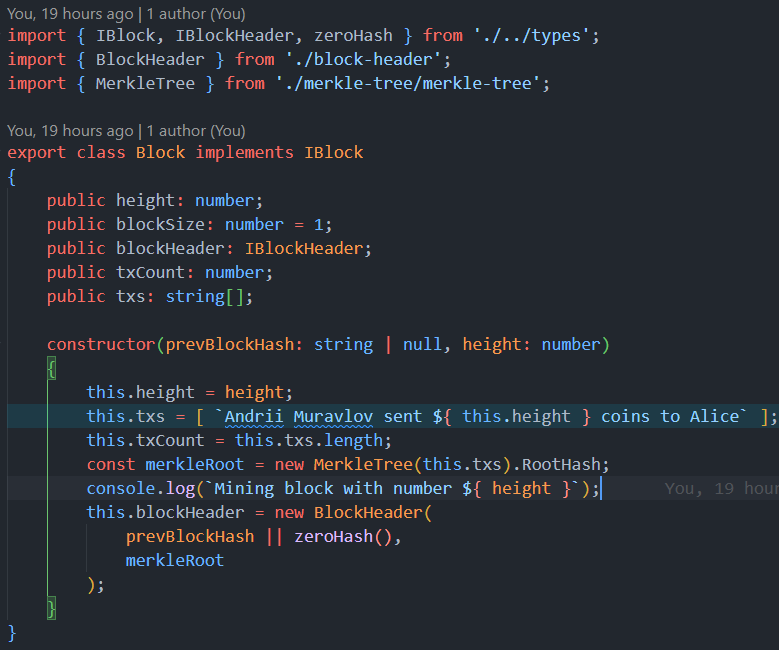 You, 19 hours ago | 1 author (You)
import { IBlock, IBlockHeader, zeroHash } from './../types';
import { BlockHeader } from './block-header';
import { MerkleTree } from './merkle-tree/merkle-tree';
You, 19 hours ago | 1 author (You)
export class Block implements IBlock
{
    public height: number;
    public blockSize: number = 1;
    public blockHeader: IBlockHeader;
    public txCount: number;
    public txs: string[];
    constructor(prevBlockHash: string | null, height: number)
    {
        this.height = height;
        this.txs = [ `Andrii Muravlov sent ${ this.height } coins to Alice` ];
        this.txCount = this.txs.length;
        const merkleRoot = new MerkleTree(this.txs).RootHash;
        console.log(`Mining block with number ${ height }`); You, 19 hour
        this.blockHeader = new BlockHeader(
            prevBlockHash || zeroHash(),
            merkleRoot
        );
    }
}